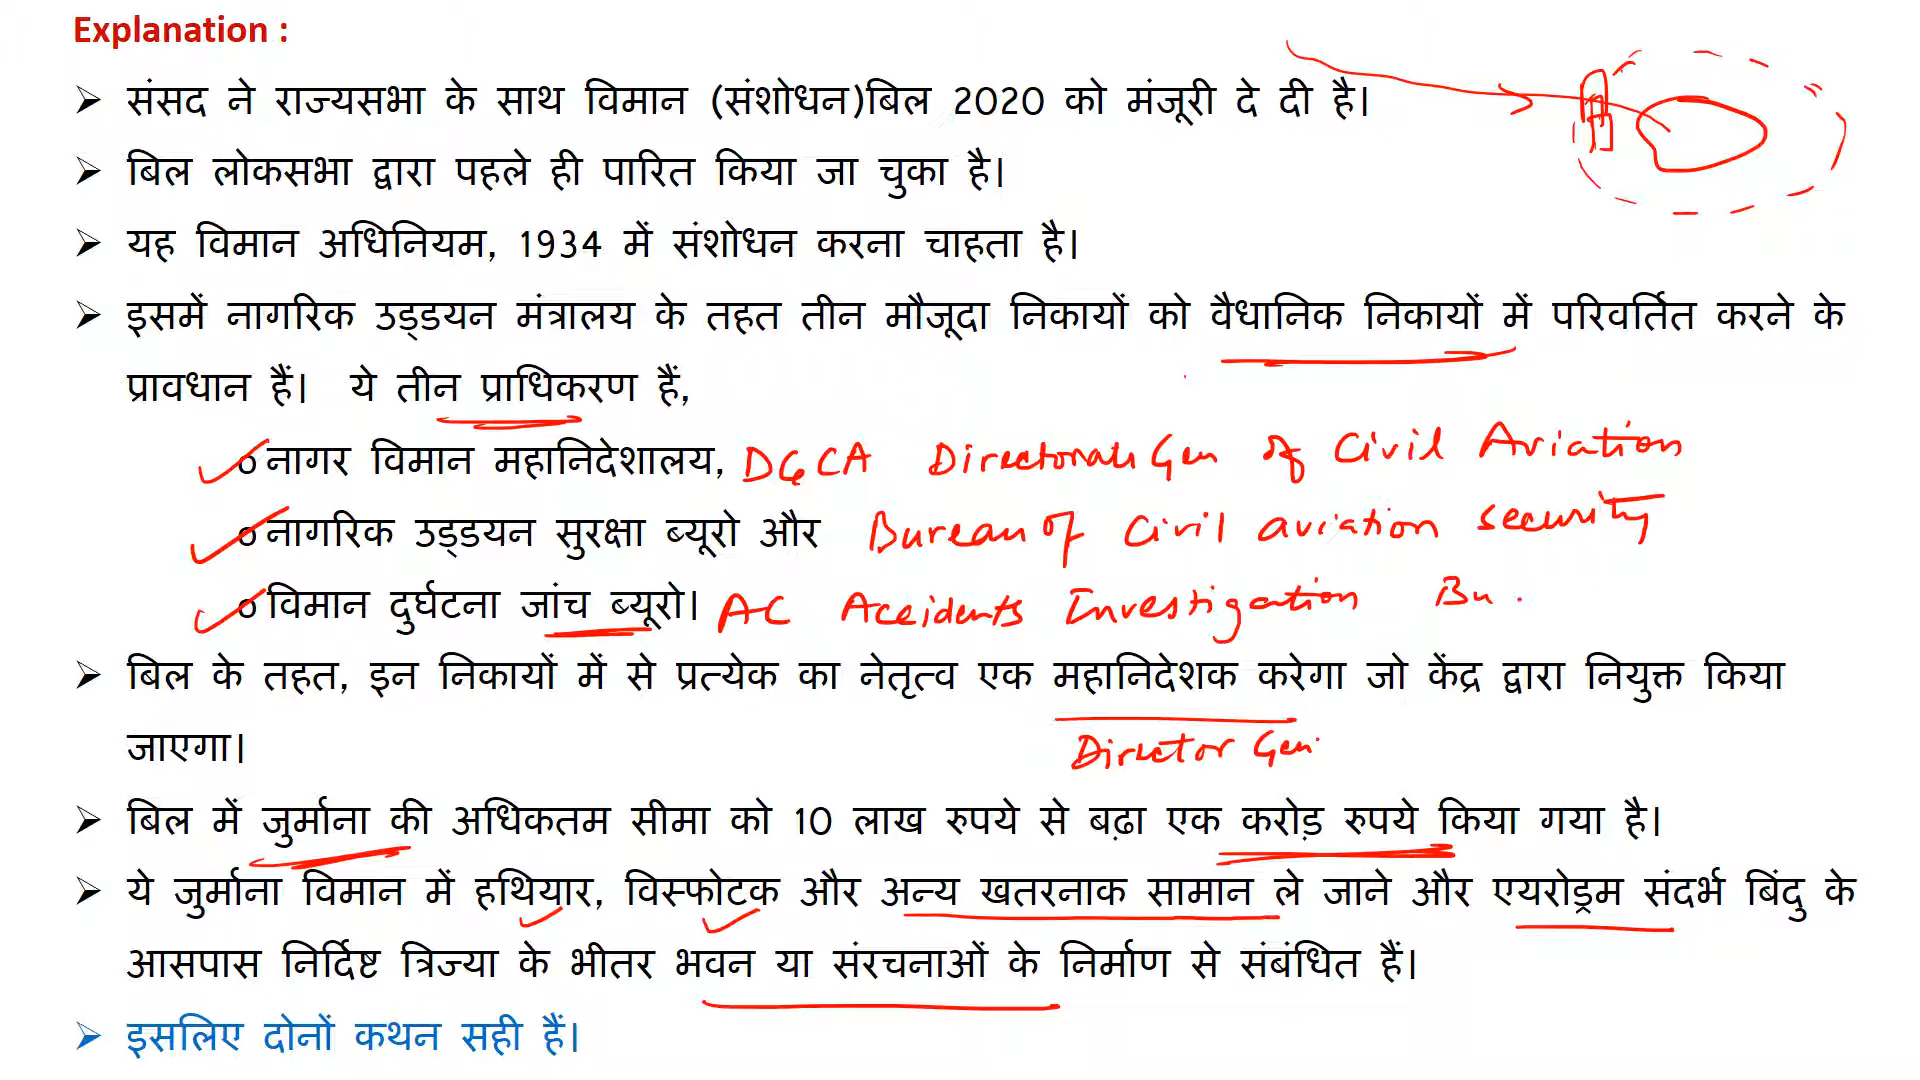 Explanation :
➢ संसद ने राज्यसभा के साथ विमान (संशोधन)बिल 2020 को मंजूरी दे दी है।
➢ बिल लोकसभा द्वारा पहले ही पारित किया जा चुका है।
➢ यह विमान अधिनियम, 1934 में संशोधन करना चाहता है।
➢ इसमें नागरिक उड्डयन मंत्रालय के तहत तीन मौजूदा निकायों को वैधानिक निकायों में परिवर्तित करने के
प्रावधान हैं। ये तीन प्राधिकरण हैं,
o नागर विमान महानिदेशालय, DGCA Directorate Gen of Civil Aviation
o नागरिक उड्डयन सुरक्षा ब्यूरो और Bureau of Civil aviation security
o विमान दुर्घटना जांच ब्यूरो। AC Accidents Investigation Bu.
➢ बिल के तहत, इन निकायों में से प्रत्येक का नेतृत्व एक महानिदेशक करेगा जो केंद्र द्वारा नियुक्त किया
जाएगा।
Director Gen.
➢ बिल में जुर्माना की अधिकतम सीमा को 10 लाख रुपये से बढ़ा एक करोड़ रुपये किया गया है।
➢ ये जुर्माना विमान में हथियार, विस्फोटक और अन्य खतरनाक सामान ले जाने और एयरोड्रम संदर्भ बिंदु के
आसपास निर्दिष्ट त्रिज्या के भीतर भवन या संरचनाओं के निर्माण से संबंधित हैं।
➢ इसलिए दोनों कथन सही हैं।